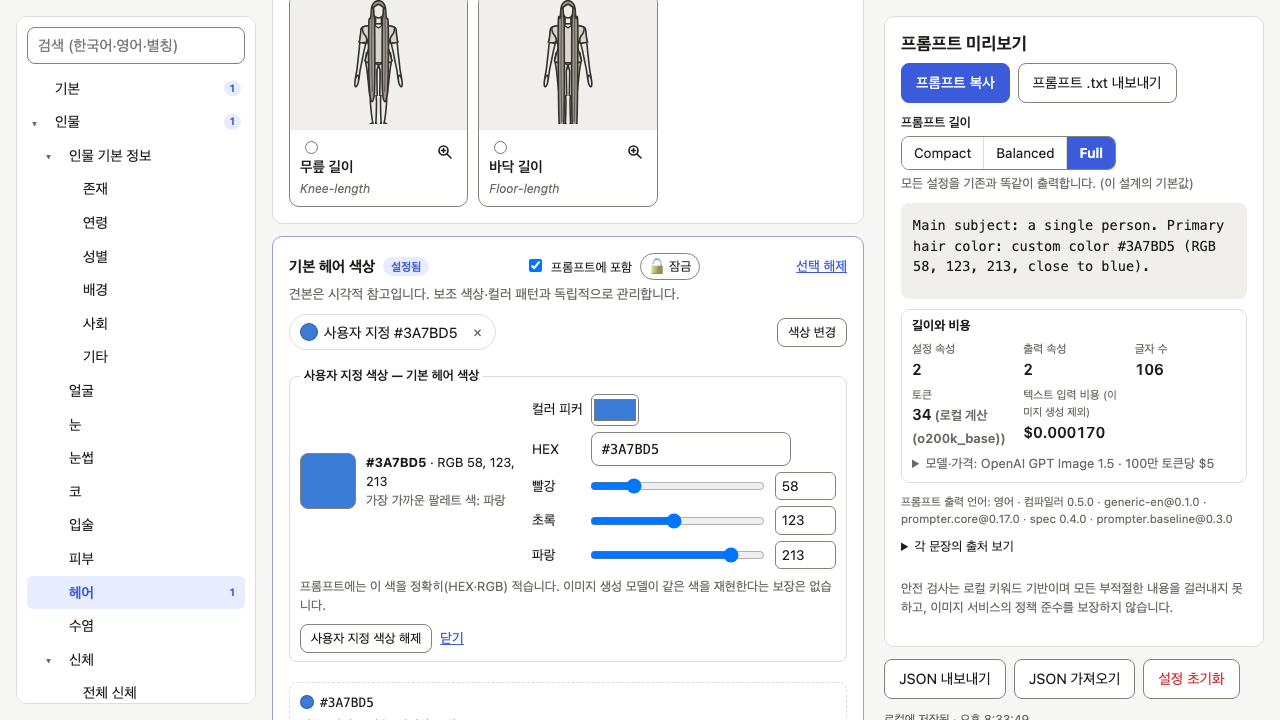 검색 (한국어·영어·별칭)
기본 1
인물 1
인물 기본 정보
존재
연령
성별
배경
사회
기타
얼굴
눈
눈썹
코
입술
피부
헤어 1
수염
신체
전체 신체
무릎 길이
Knee-length
바닥 길이
Floor-length
기본 헤어 색상 설정됨 프롬프트에 포함 잠금 선택 해제
견본은 시각적 참고입니다. 보조 색상·컬러 패턴과 독립적으로 관리합니다.
사용자 지정 #3A7BD5 × 색상 변경
사용자 지정 색상 — 기본 헤어 색상
#3A7BD5 · RGB 58, 123,
213
가장 가까운 팔레트 색: 파랑
컬러 피커
HEX #3A7BD5
빨강 58
초록 123
파랑 213
프롬프트에는 이 색을 정확히(HEX·RGB) 적습니다. 이미지 생성 모델이 같은 색을 재현한다는 보장은 없습
니다.
사용자 지정 색상 해제 닫기
#3A7BD5
프롬프트 미리보기
프롬프트 복사 프롬프트 .txt 내보내기
프롬프트 길이
Compact Balanced Full
모든 설정을 기존과 똑같이 출력합니다. (이 설계의 기본값)
Main subject: a single person. Primary
hair color: custom color #3A7BD5 (RGB
58, 123, 213, close to blue).
길이와 비용
설정 속성 출력 속성 글자 수
2 2 106
토큰 텍스트 입력 비용 (이
미지 생성 제외)
34 (로컬 계산
(o200k_base)) $0.000170
모델·가격: OpenAI GPT Image 1.5 · 100만 토큰당 $5
프롬프트 출력 언어: 영어 · 컴파일러 0.5.0 · generic-en@0.1.0 ·
prompter.core@0.17.0 · spec 0.4.0 · prompter.baseline@0.3.0
각 문장의 출처 보기
안전 검사는 로컬 키워드 기반이며 모든 부적절한 내용을 걸러내지 못
하고, 이미지 서비스의 정책 준수를 보장하지 않습니다.
JSON 내보내기 JSON 가져오기 설정 초기화
로컬에 저장됨 · 오후 8:33:49